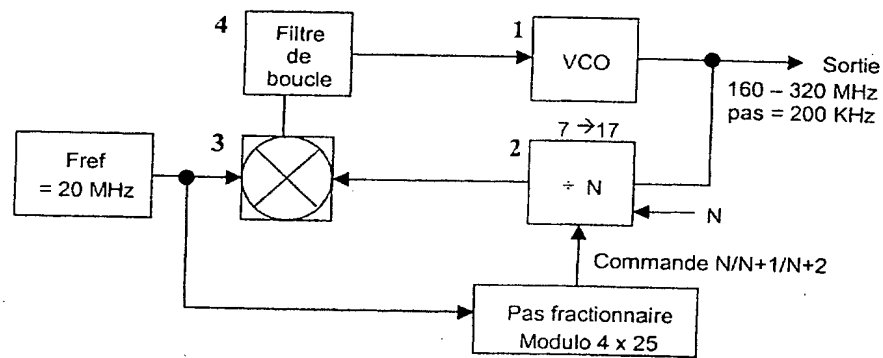 4
Filtre
de
boucle
1
VCO
Sortie
160 – 320 MHz
pas = 200 KHz
Fref
= 20 MHz
3
7 → 17
2
÷ N
N
Commande N/N+1/N+2
Pas fractionnaire
Modulo 4 x 25